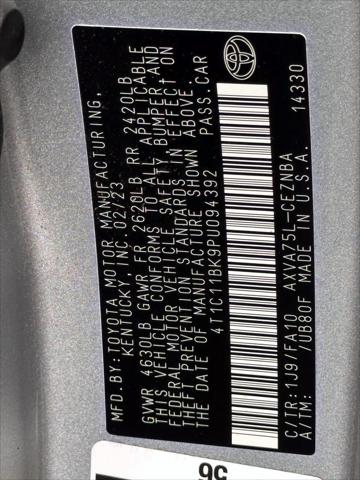 MFD. BY: TOYOTA MOTOR MANUFACTURING,
KENTUCKY, INC. 02/23
GVWR 4630LB GAWR FR 2620LB RR 2420LB
THIS VEHICLE CONFORMS TO ALL APPLICABLE
FEDERAL MOTOR VEHICLE SAFETY, BUMPER AND
THEFT PREVENTION STANDARDS IN EFFECT ON
THE DATE OF MANUFACTURE SHOWN ABOVE.
4T1C11BK9PU094392 PASS. CAR
C/TR: 1J9/FA10 AXVA75L-CEZNBA
A/TM: /UB80F MADE IN U.S.A. 14330
9c